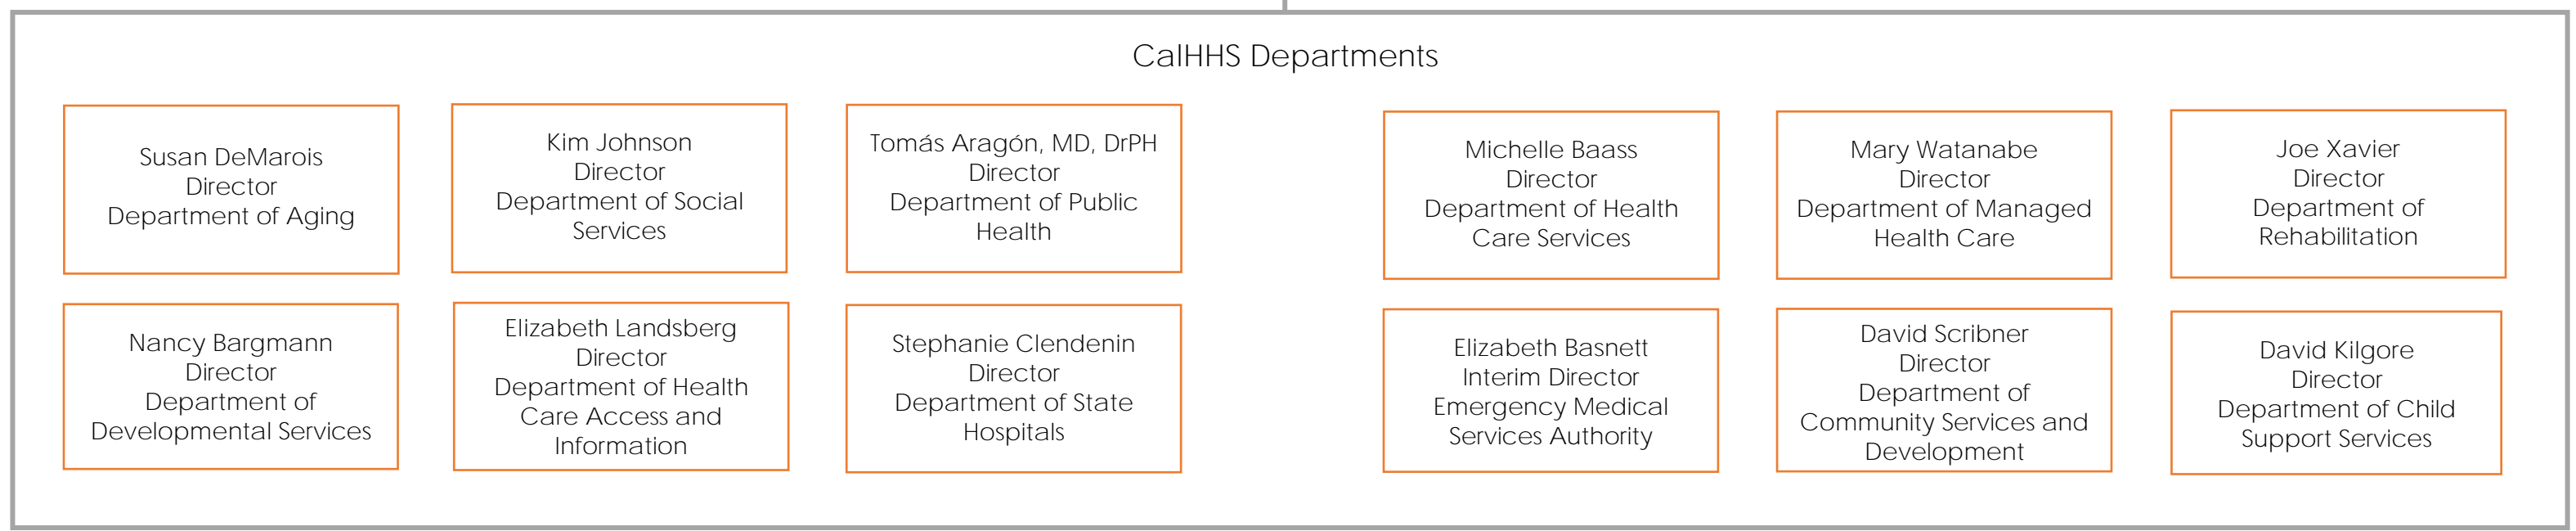 CalHHS Departments
Susan DeMarois
Director
Department of Aging
Kim Johnson
Director
Department of Social
Services
Tomás Aragón, MD, DrPH
Director
Department of Public
Health
Michelle Baass
Director
Department of Health
Care Services
Mary Watanabe
Director
Department of Managed
Health Care
Joe Xavier
Director
Department of
Rehabilitation
Nancy Bargmann
Director
Department of
Developmental Services
Elizabeth Landsberg
Director
Department of Health
Care Access and
Information
Stephanie Clendenin
Director
Department of State
Hospitals
Elizabeth Basnett
Interim Director
Emergency Medical
Services Authority
David Scribner
Director
Department of
Community Services and
Development
David Kilgore
Director
Department of Child
Support Services